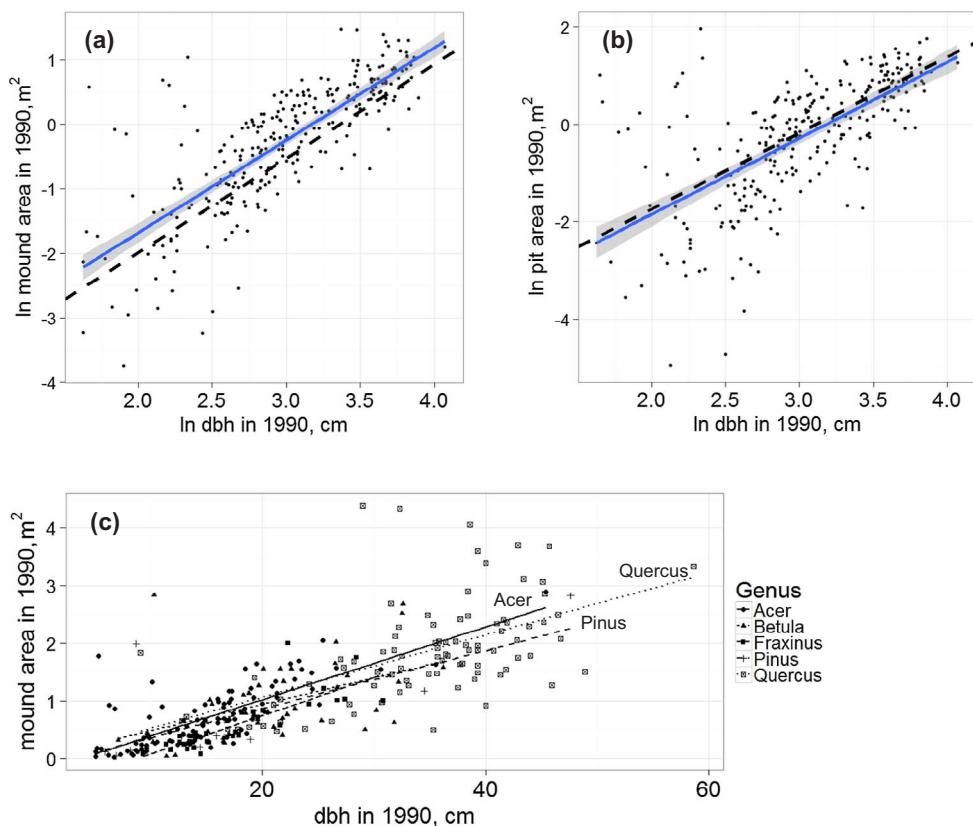 (a)
ln mound area in 1990, m²
1
0
-1
-2
-3
-4
2.0 2.5 3.0 3.5 4.0
ln dbh in 1990, cm
(b)
ln pit area in 1990, m²
2
0
-2
-4
2.0 2.5 3.0 3.5 4.0
ln dbh in 1990, cm
(c)
mound area in 1990, m²
4
3
2
1
0
Quercus
Acer
Pinus
20 40 60
dbh in 1990, cm
Genus
Acer
Betula
Fraxinus
Pinus
Quercus